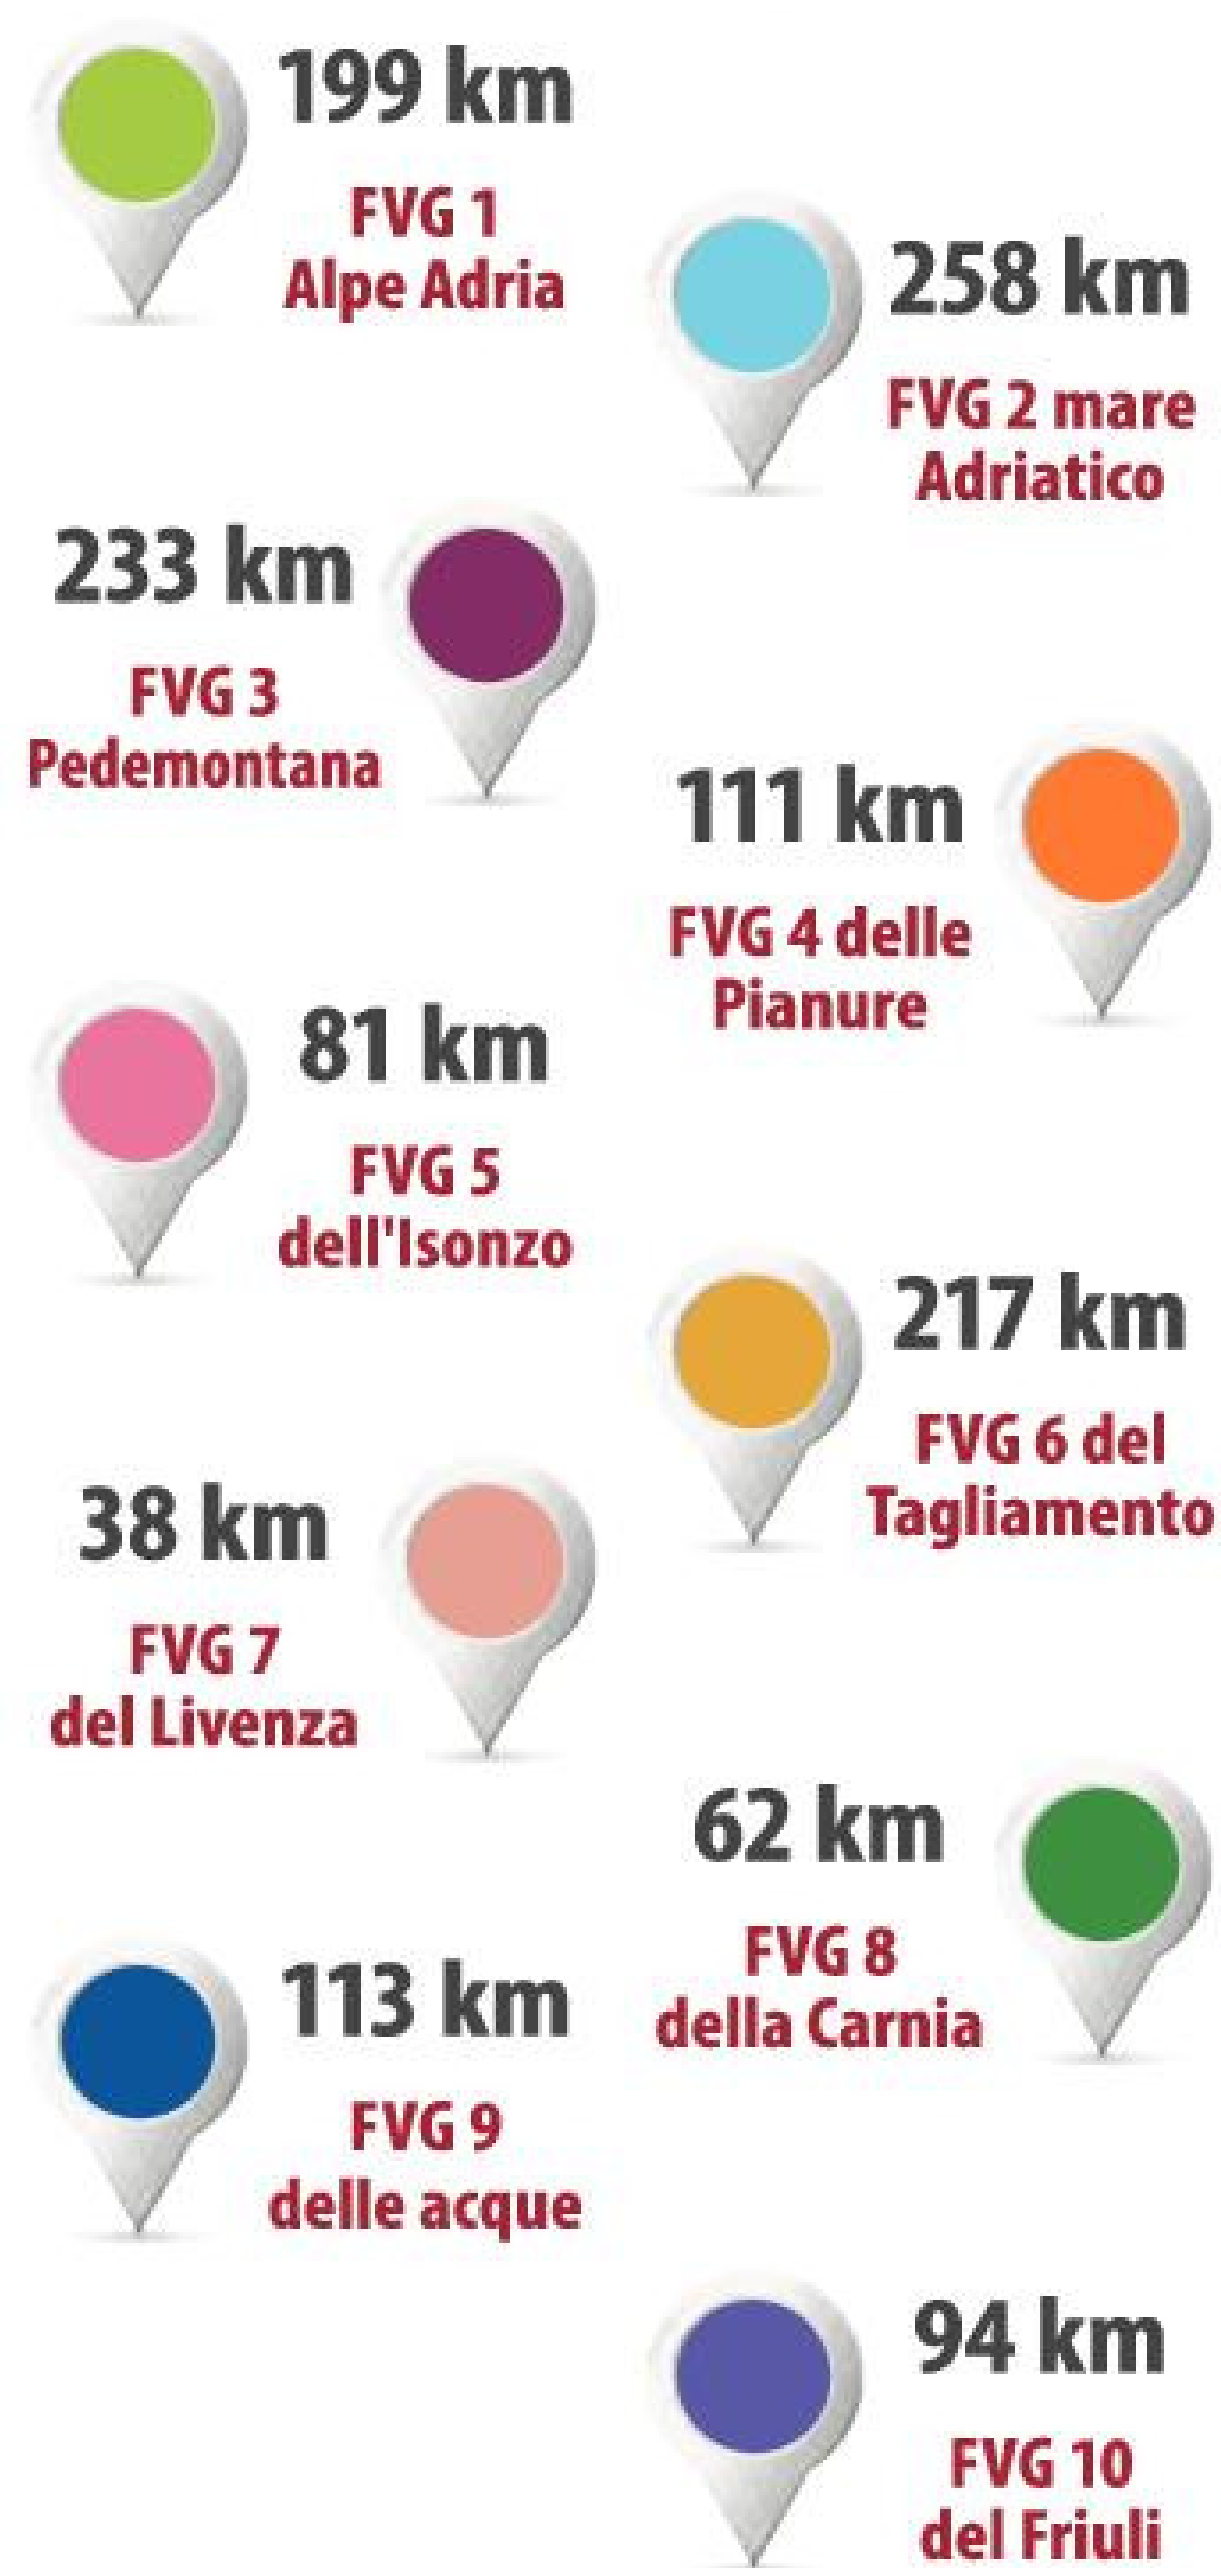 199 km
FVG 1
Alpe Adria
258 km
FVG 2 mare
Adriatico
233 km
FVG 3
Pedemontana
111 km
FVG 4 delle
Pianure
81 km
FVG 5
dell'Isonzo
217 km
FVG 6 del
Tagliamento
38 km
FVG 7
del Livenza
62 km
FVG 8
della Carnia
113 km
FVG 9
delle acque
94 km
FVG 10
del Friuli